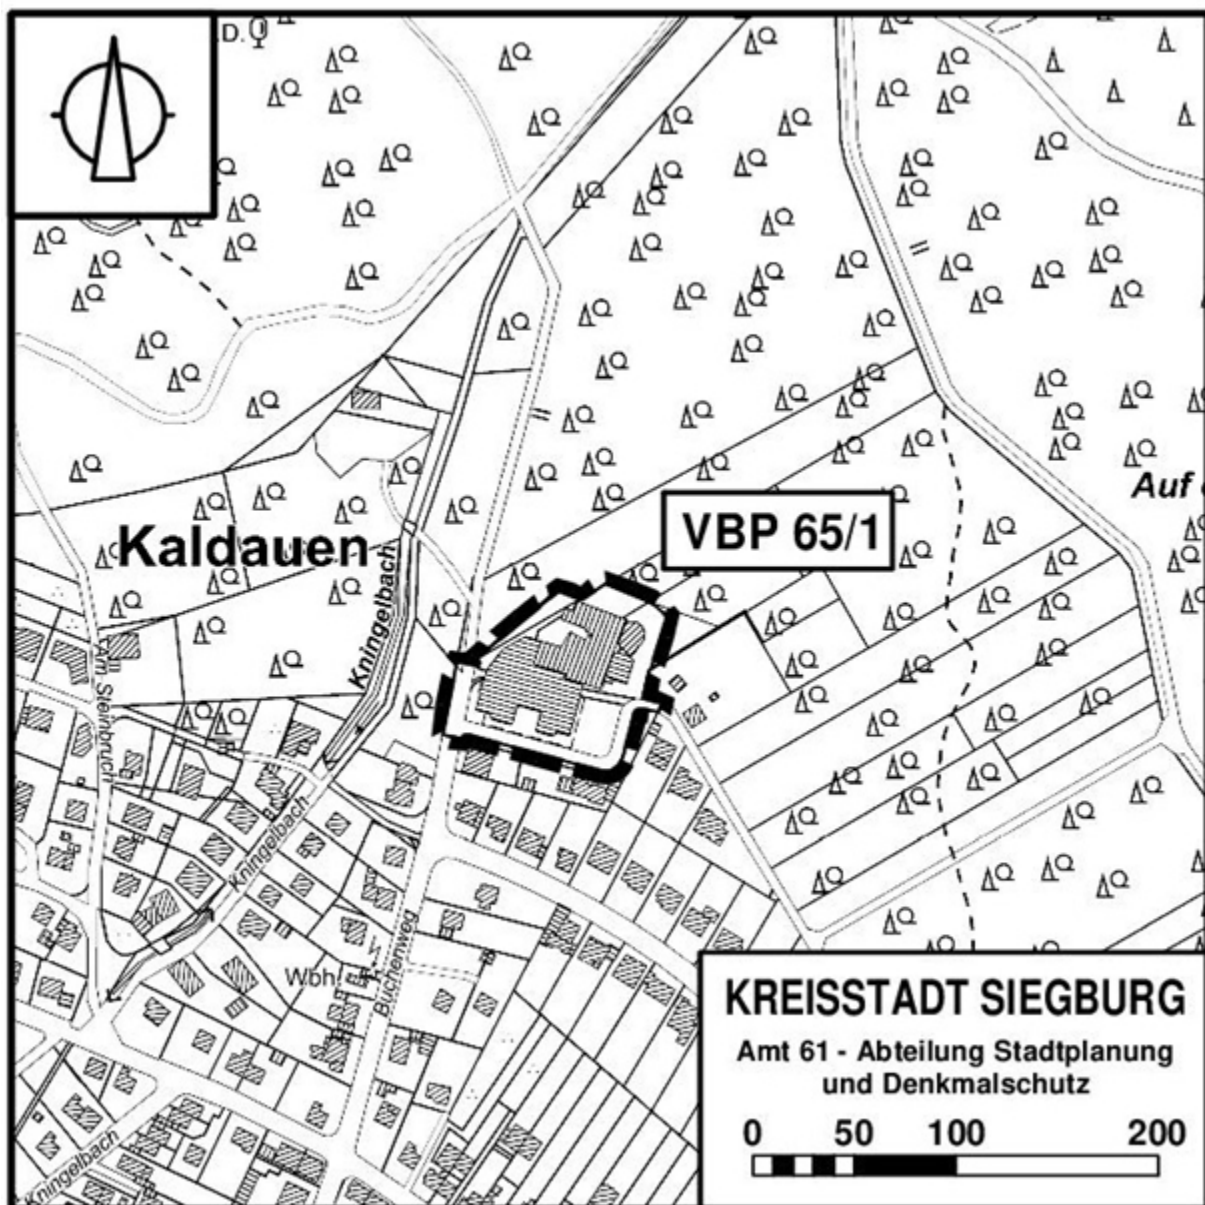 .D.
Auf
VBP 65/1
Kaldauen
Kningelbach
Am Steinbruch
Kningelbach
Buchenweg
Wbh
Kningelbach
KREISSTADT SIEGBURG
Amt 61 - Abteilung Stadtplanung
und Denkmalschutz
0 50 100 200